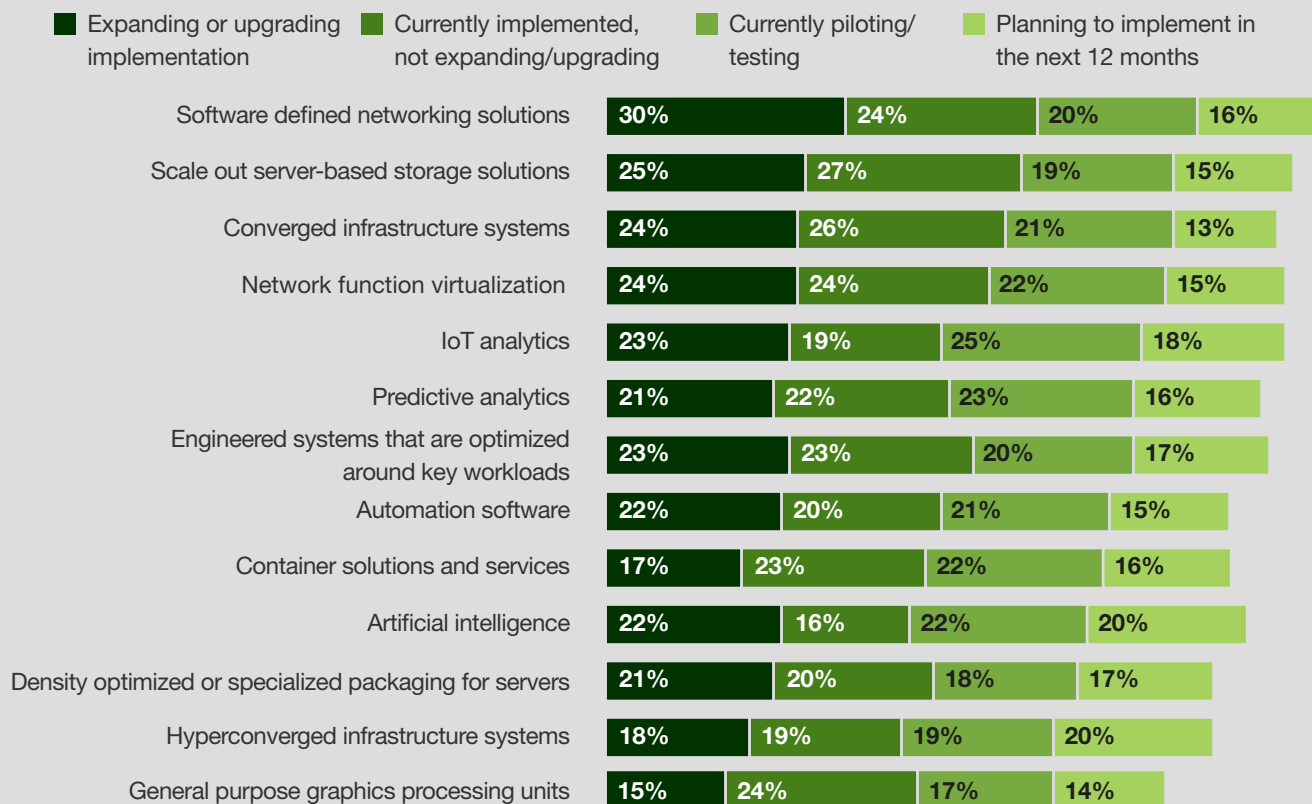 Expanding or upgrading
implementation
Currently implemented,
not expanding/upgrading
Currently piloting/
testing
Planning to implement in
the next 12 months
Software defined networking solutions 30% 24% 20% 16%
Scale out server-based storage solutions 25% 27% 19% 15%
Converged infrastructure systems 24% 26% 21% 13%
Network function virtualization 24% 24% 22% 15%
IoT analytics 23% 19% 25% 18%
Predictive analytics 21% 22% 23% 16%
Engineered systems that are optimized
around key workloads 23% 23% 20% 17%
Automation software 22% 20% 21% 15%
Container solutions and services 17% 23% 22% 16%
Artificial intelligence 22% 16% 22% 20%
Density optimized or specialized packaging for servers 21% 20% 18% 17%
Hyperconverged infrastructure systems 18% 19% 19% 20%
General purpose graphics processing units 15% 24% 17% 14%